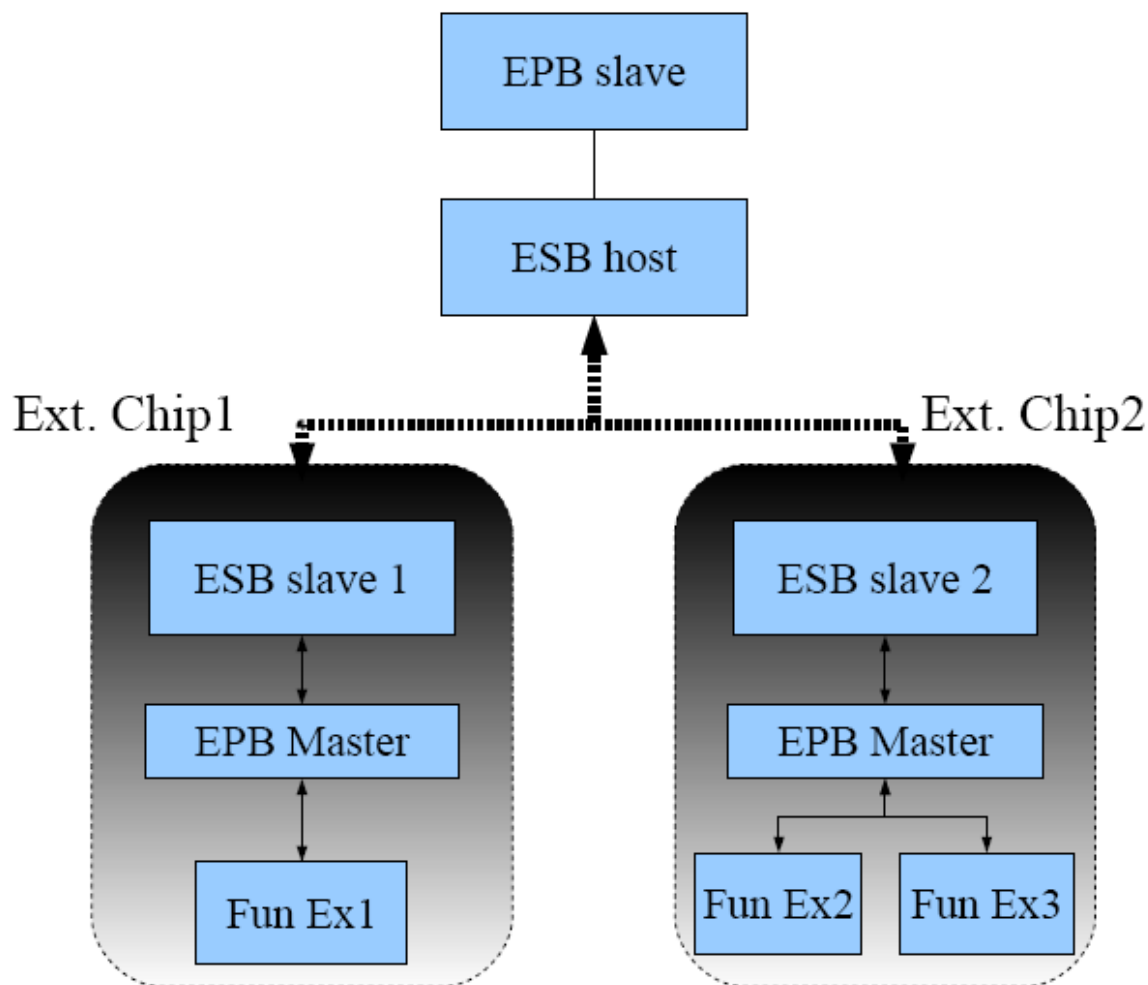 EPB slave
ESB host
Ext. Chip1
Ext. Chip2
ESB slave 1
ESB slave 2
EPB Master
EPB Master
Fun Ex1
Fun Ex2
Fun Ex3